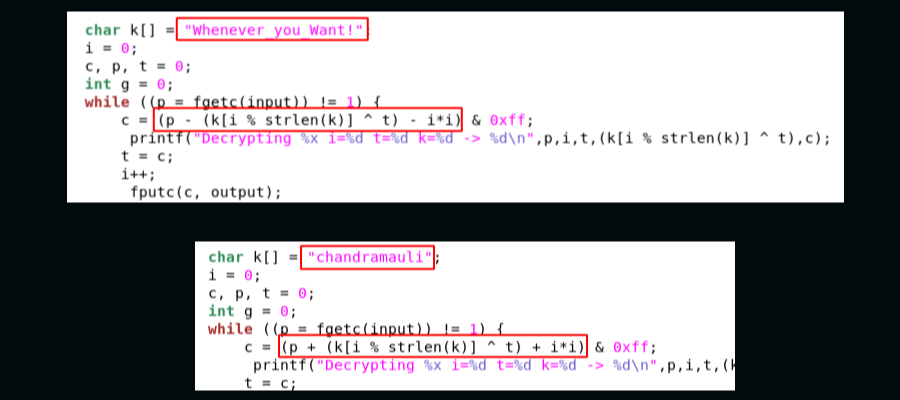 char k[] = "Whenever_you_Want!"
i = 0;
c, p, t = 0;
int g = 0;
while ((p = fgetc(input)) != 1) {
c = (p - (k[i % strlen(k)] ^ t) - i*i) & 0xff;
printf("Decrypting %x i=%d t=%d k=%d -> %d\n",p,i,t,(k[i % strlen(k)] ^ t),c);
t = c;
i++;
fputc(c, output);
char k[] = "chandramauli";
i = 0;
c, p, t = 0;
int g = 0;
while ((p = fgetc(input)) != 1) {
c = (p + (k[i % strlen(k)] ^ t) + i*i) & 0xff;
printf("Decrypting %x i=%d t=%d k=%d -> %d\n",p,i,t,(k
t = c;